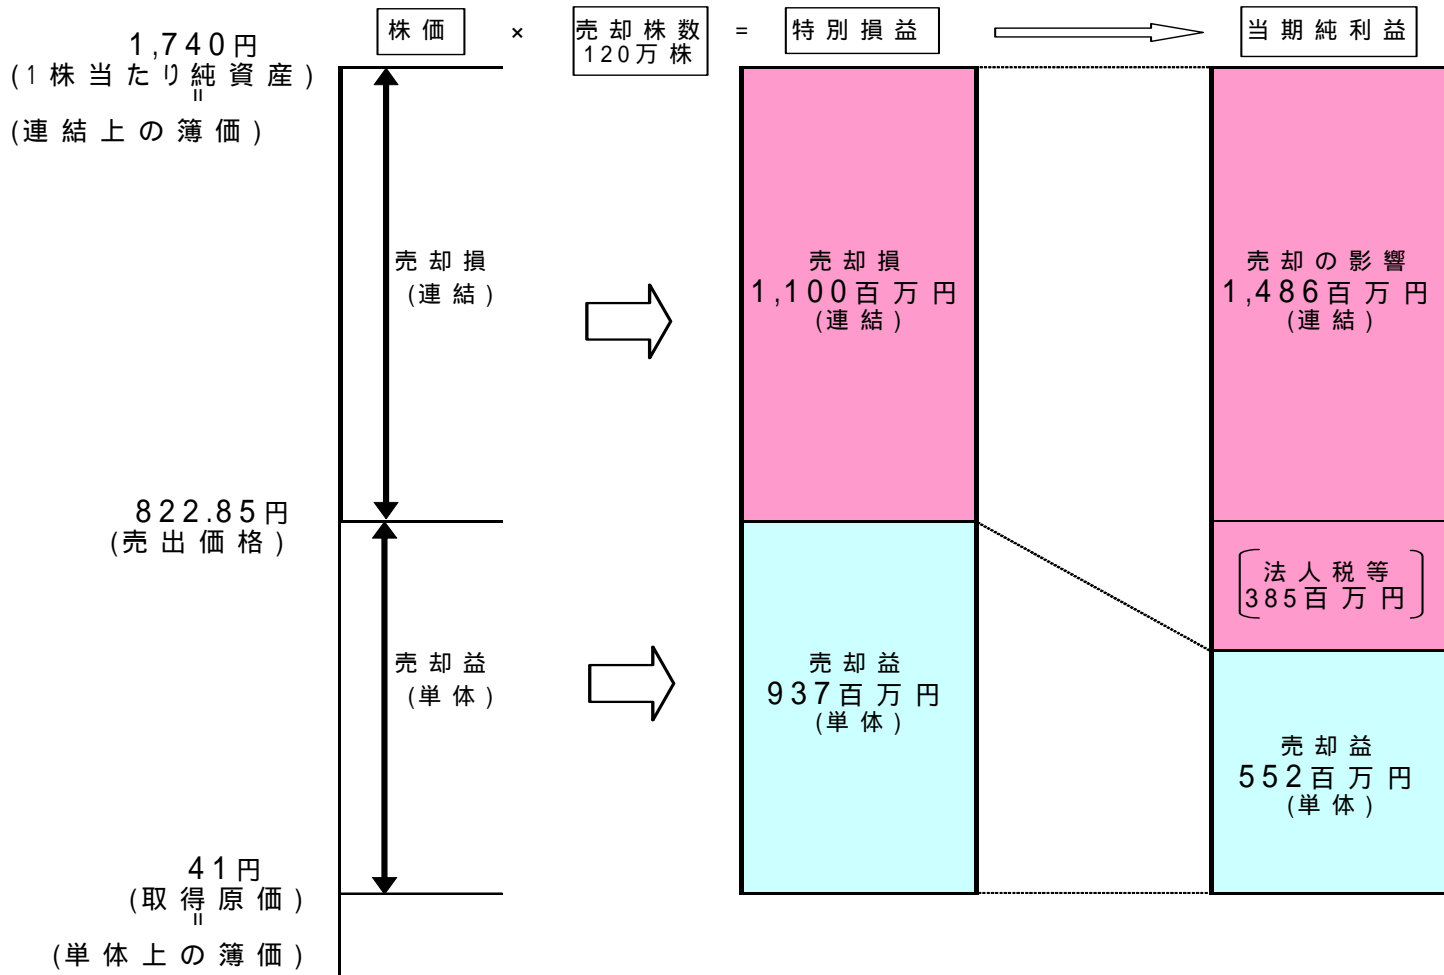 株価 × 売却株数 = 特別損益 当期純利益
120万株
1,740円
(1株当たり純資産)
=
(連結上の簿価)
売却損
(連結)
売却損
1,100百万円
(連結)
売却の影響
1,486百万円
(連結)
822.85円
(売出価格)
法人税等
385百万円
売却益
(単体)
売却益
937百万円
(単体)
売却益
552百万円
(単体)
41円
(取得原価)
=
(単体上の簿価)